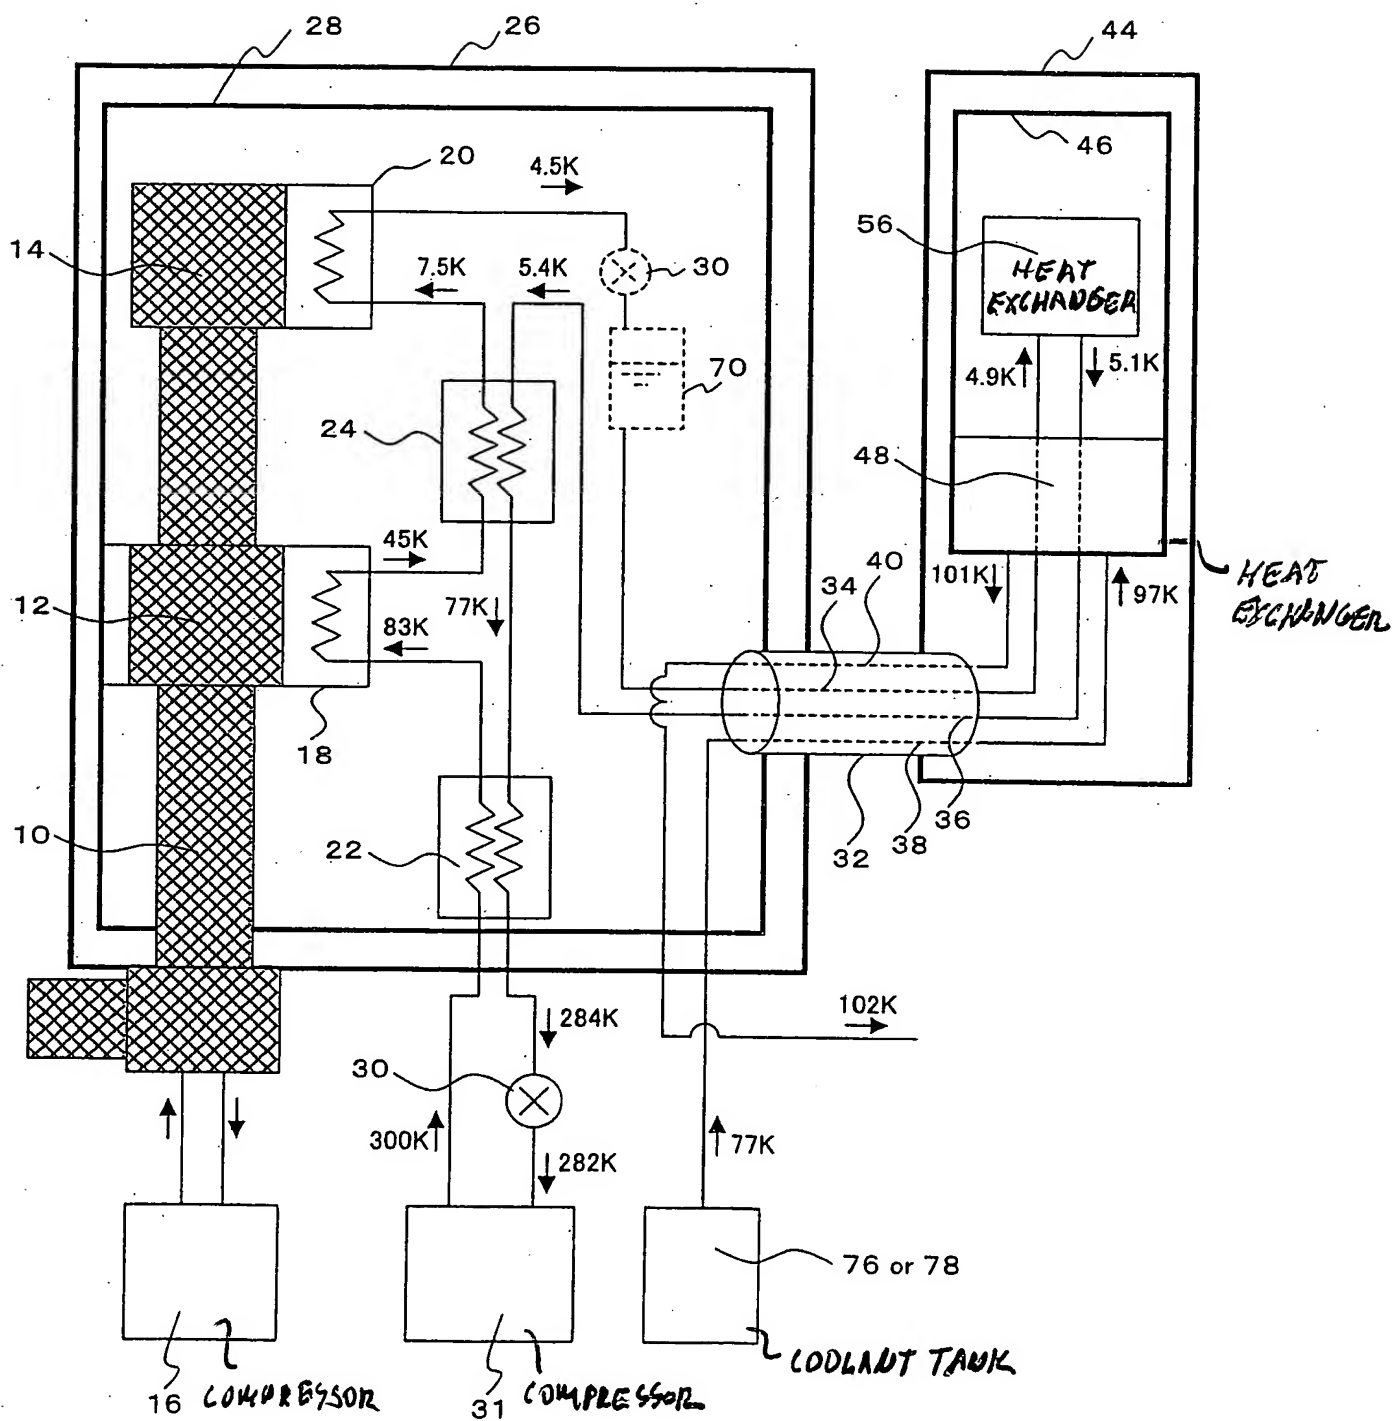 28
26
44
20
4.5K
46
14
7.5K
5.4K
30
56
HEAT
EXCHANGER
70
4.9K
5.1K
24
48
45K
101K
40
34
97K
HEAT
EXCHANGER
12
77K
83K
18
10
22
32
38
36
102K
284K
30
300K
77K
282K
76 or 78
16
COMPRESSOR
31
COMPRESSOR
COOLANT TANK